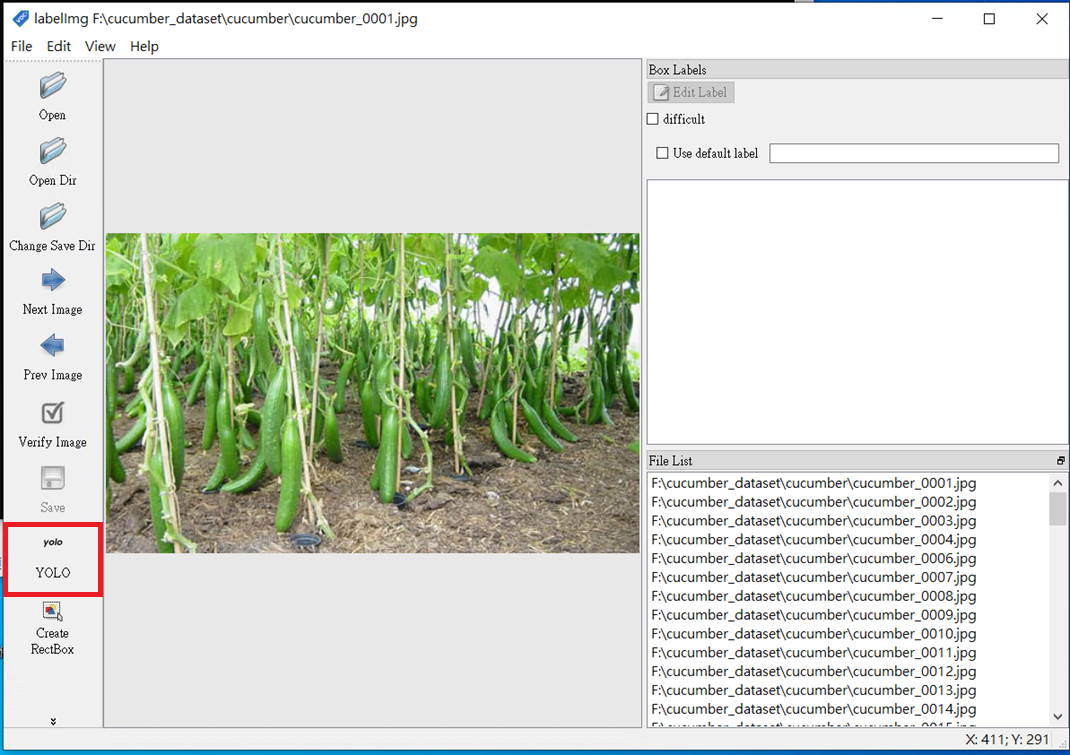 labelImg F:\cucumber_dataset\cucumber\cucumber_0001.jpg
File Edit View Help
Open
Open Dir
Change Save Dir
Next Image
Prev Image
Verify Image
Save
yolo
YOLO
Create
RectBox
Box Labels
Edit Label
difficult
Use default label
File List
F:\cucumber_dataset\cucumber\cucumber_0001.jpg
F:\cucumber_dataset\cucumber\cucumber_0002.jpg
F:\cucumber_dataset\cucumber\cucumber_0003.jpg
F:\cucumber_dataset\cucumber\cucumber_0004.jpg
F:\cucumber_dataset\cucumber\cucumber_0006.jpg
F:\cucumber_dataset\cucumber\cucumber_0007.jpg
F:\cucumber_dataset\cucumber\cucumber_0008.jpg
F:\cucumber_dataset\cucumber\cucumber_0009.jpg
F:\cucumber_dataset\cucumber\cucumber_0010.jpg
F:\cucumber_dataset\cucumber\cucumber_0011.jpg
F:\cucumber_dataset\cucumber\cucumber_0012.jpg
F:\cucumber_dataset\cucumber\cucumber_0013.jpg
F:\cucumber_dataset\cucumber\cucumber_0014.jpg
X: 411; Y: 291